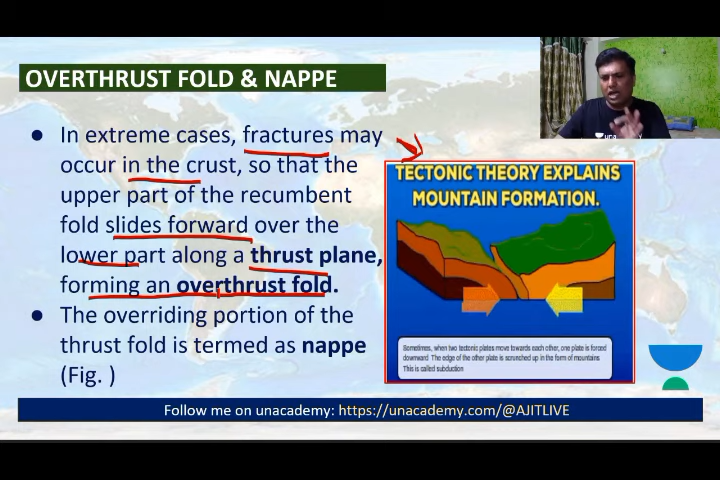 OVERTHRUST FOLD & NAPPE
● In extreme cases, fractures may
occur in the crust, so that the
upper part of the recumbent
fold slides forward over the
lower part along a thrust plane,
forming an overthrust fold.
● The overriding portion of the
thrust fold is termed as nappe
(Fig. )
TECTONIC THEORY EXPLAINS
MOUNTAIN FORMATION.
Sometimes, when two tectonic plates move towards each other, one plate is forced
downward. The edge of the other plate is scrunched up in the form of mountains
This is called subduction
Follow me on unacademy: https://unacademy.com/@AJITLIVE